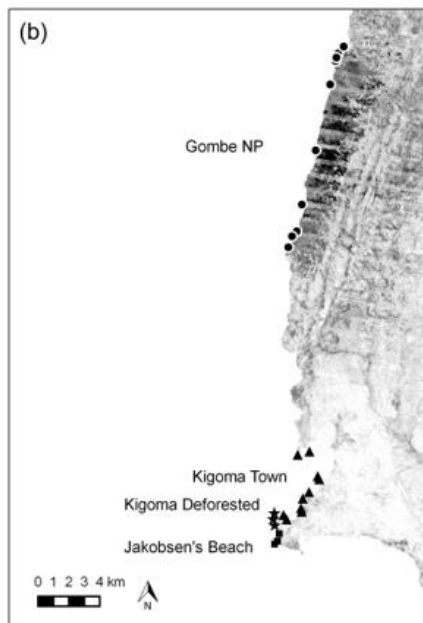 (b)
Gombe NP
Kigoma Town
Kigoma Deforested
Jakobsen's Beach
0 1 2 3 4 km
N